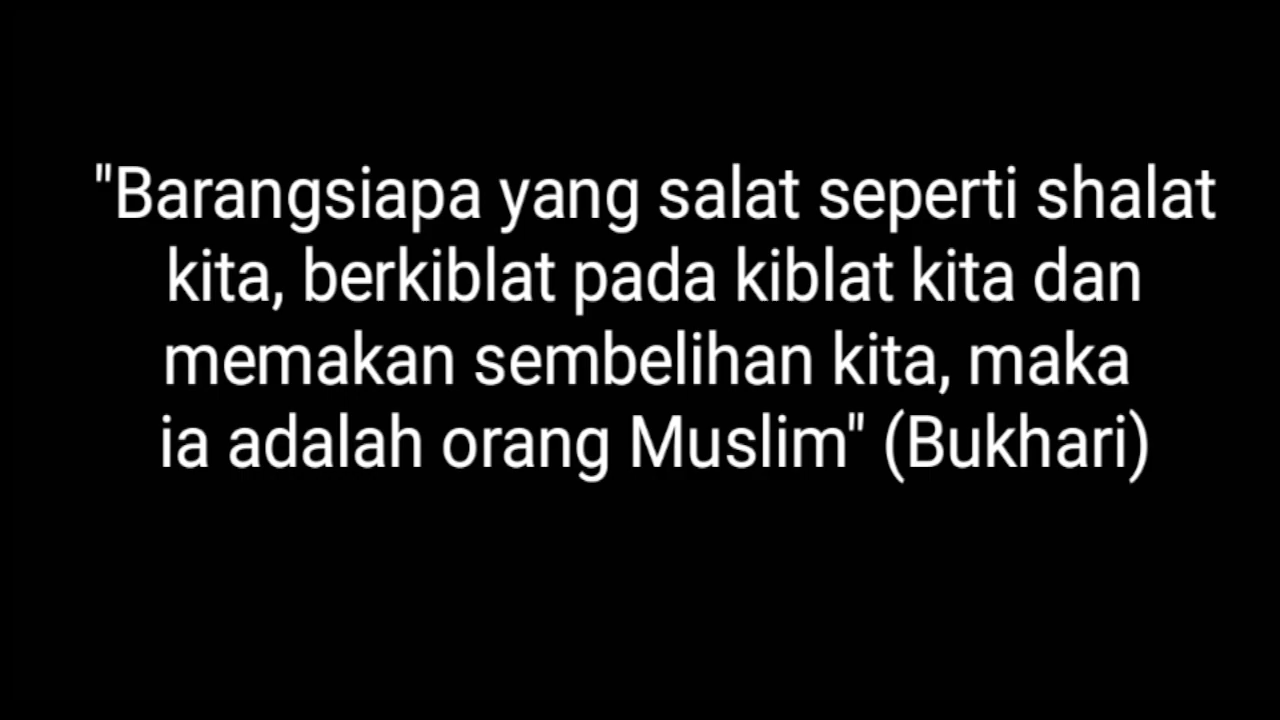 "Barangsiapa yang salat seperti shalat
kita, berkiblat pada kiblat kita dan
memakan sembelihan kita, maka
ia adalah orang Muslim" (Bukhari)